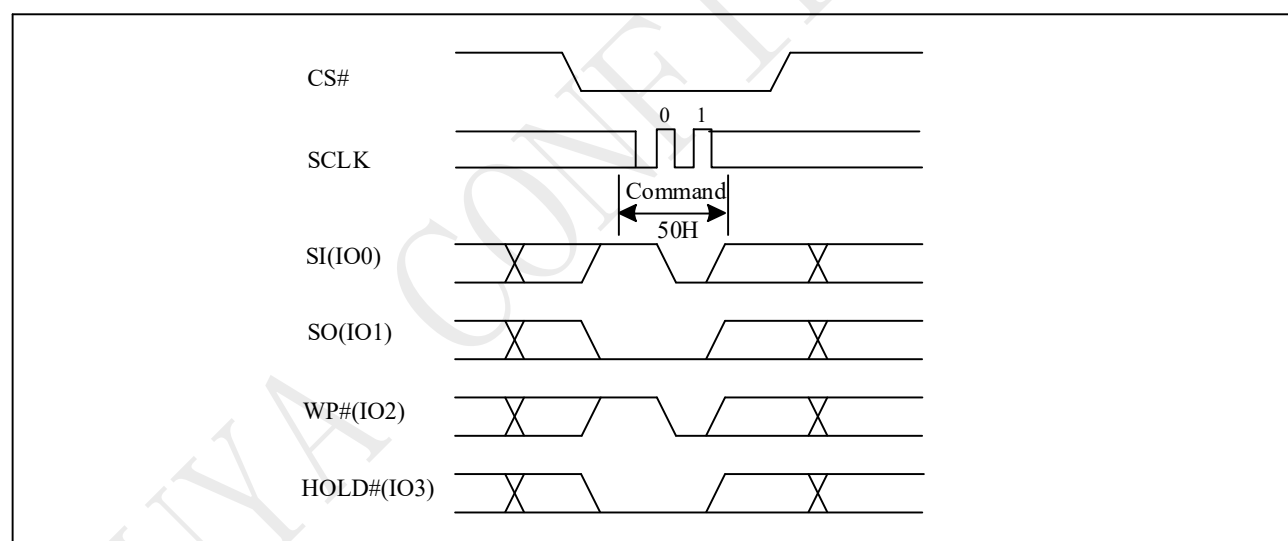 CS#
0 1
SCLK
Command
50H
SI(IO0)
SO(IO1)
WP#(IO2)
HOLD#(IO3)